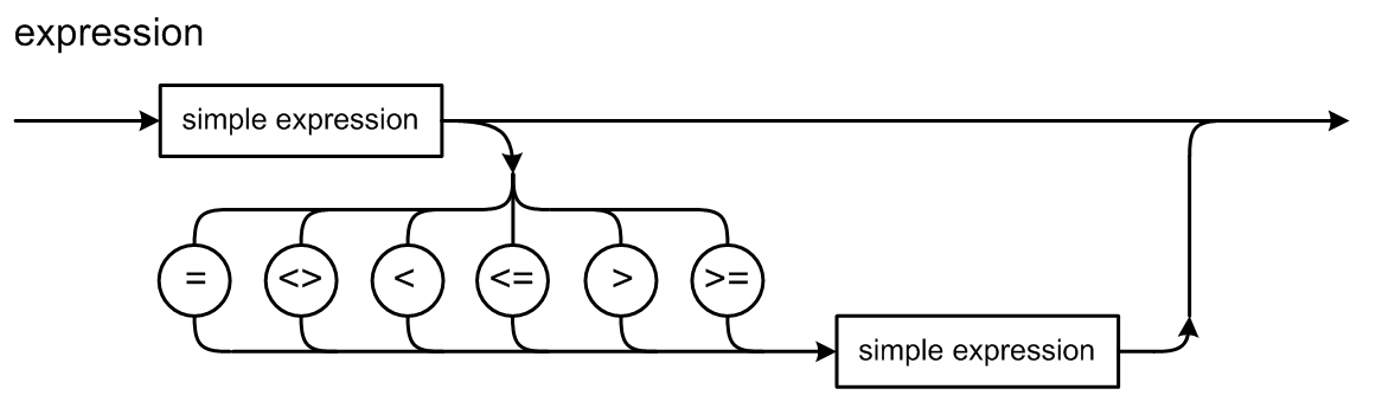 expression
simple expression
= <> < <= > >=
simple expression